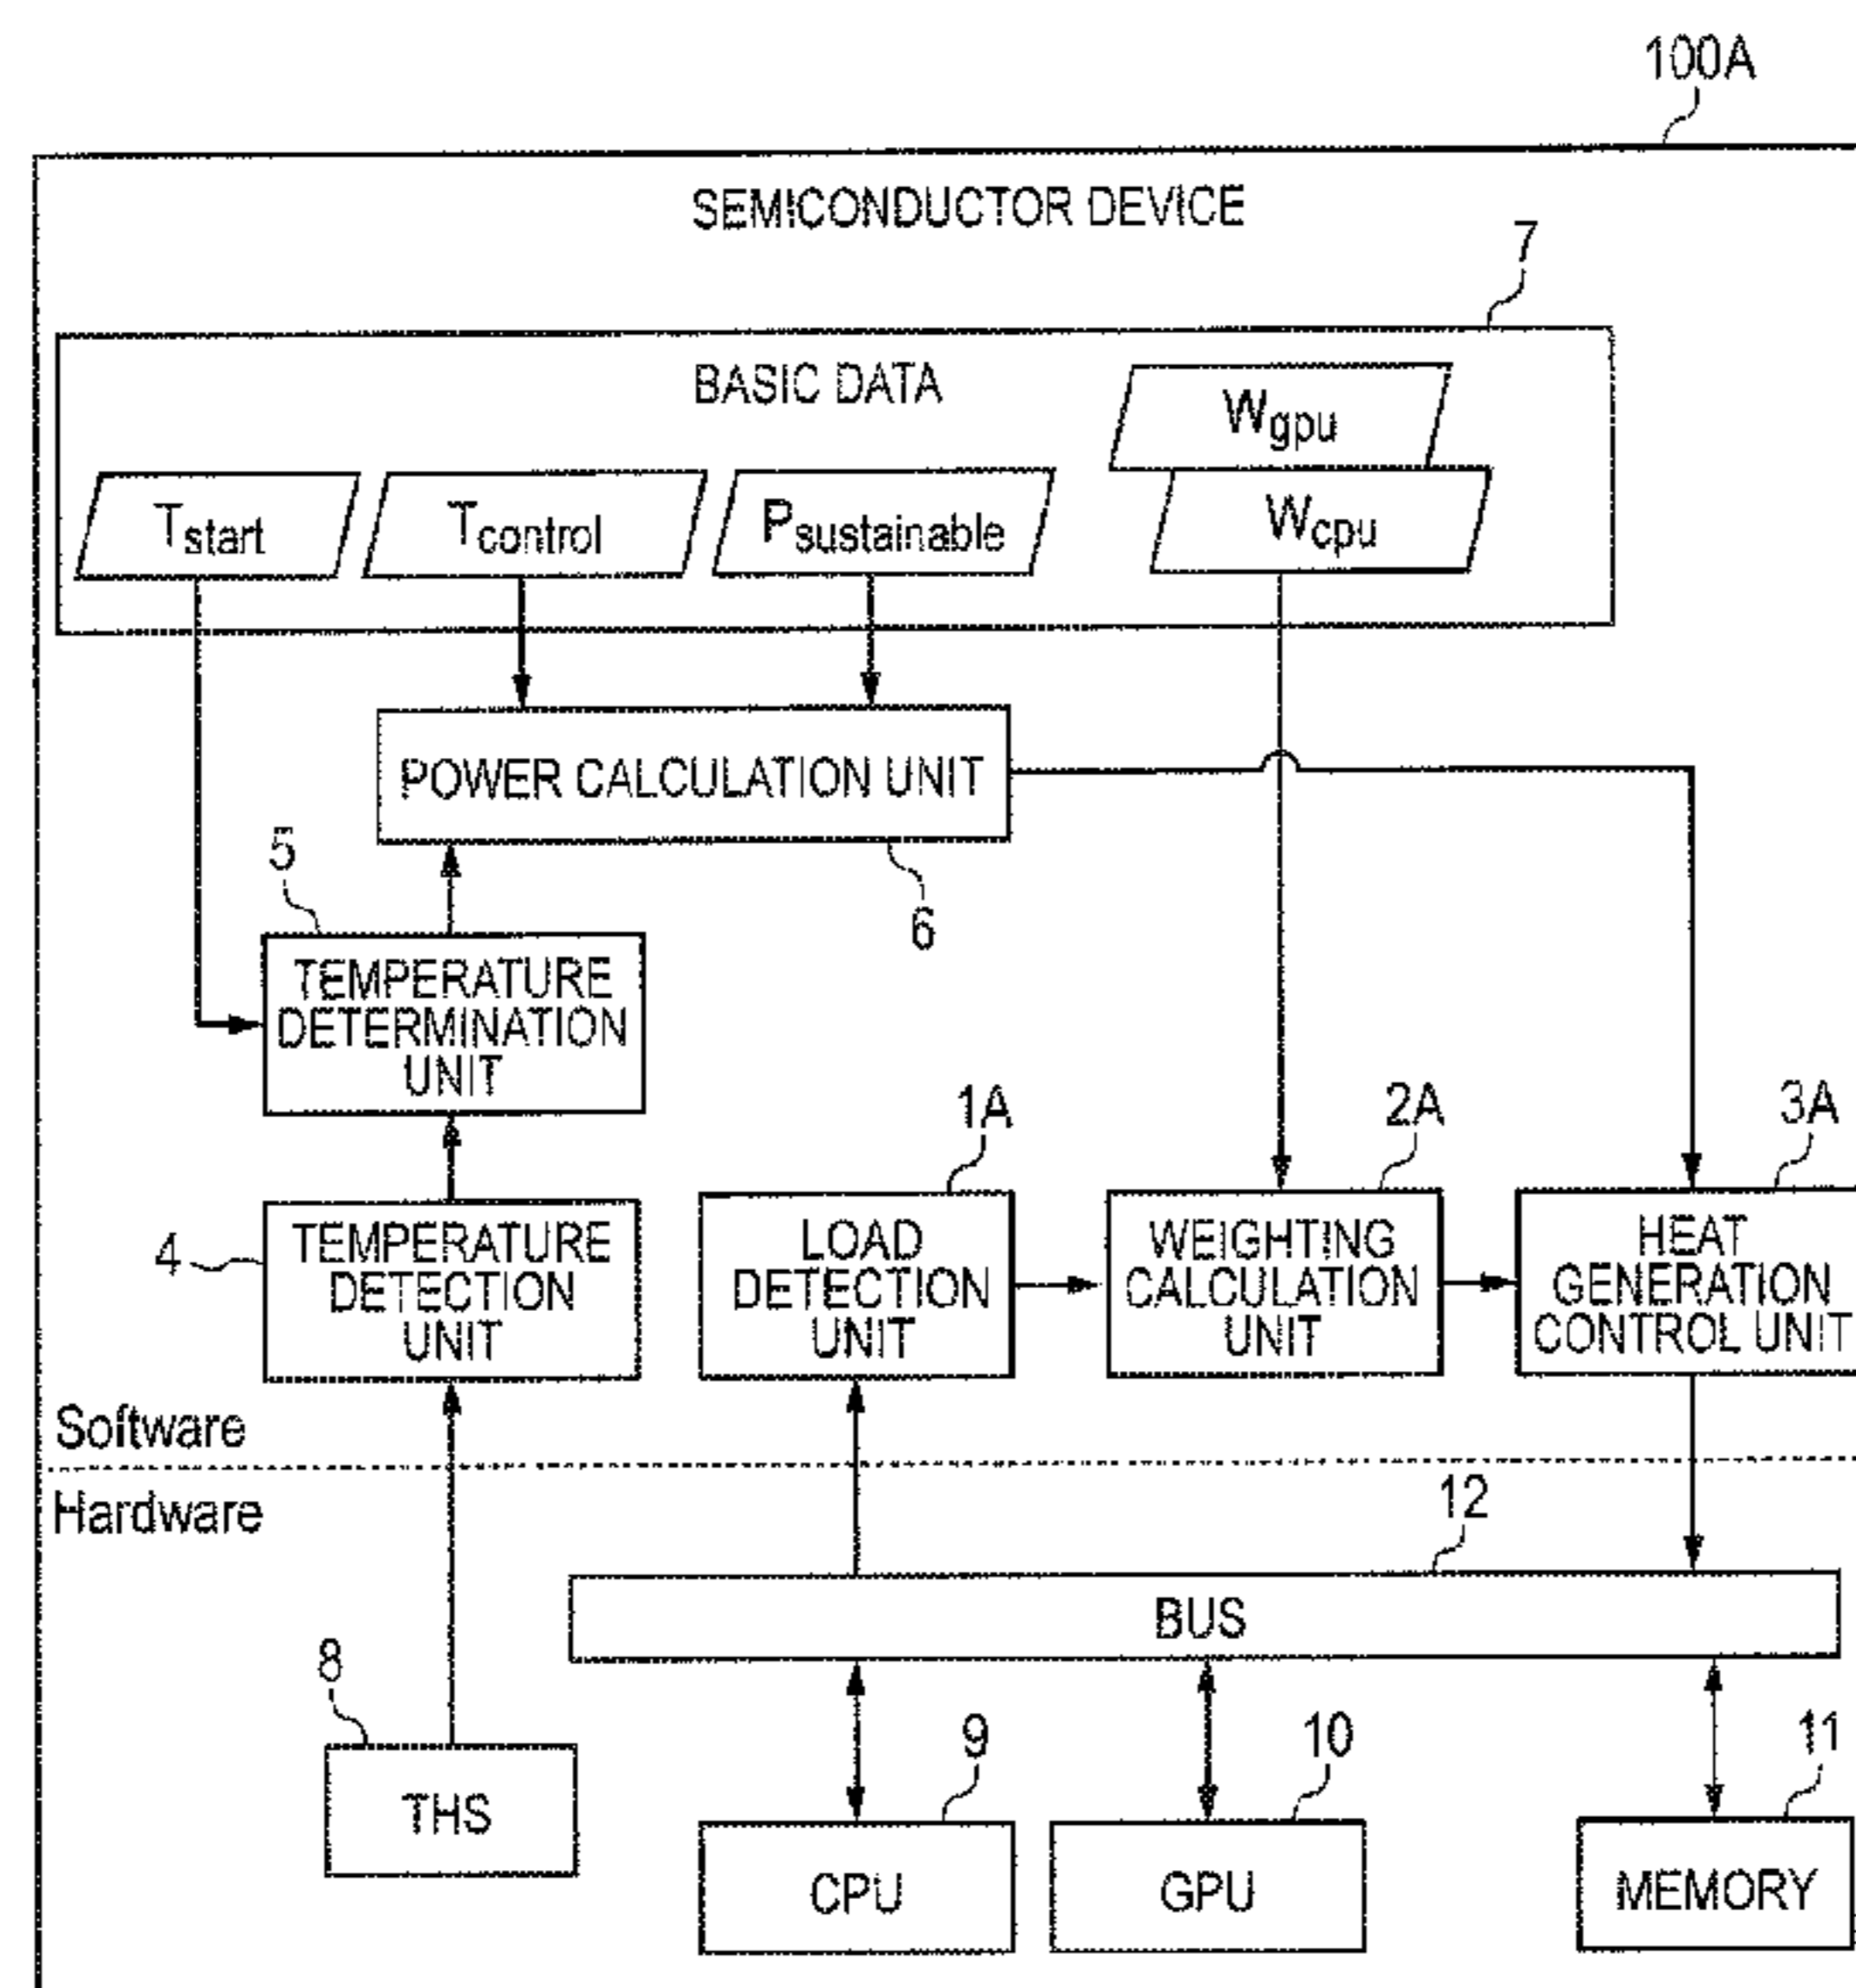 100A
SEMICONDUCTOR DEVICE
7
BASIC DATA
Wgpu
Wcpu
Tstart
Tcontrol
Psustainable
POWER CALCULATION UNIT
6
5
TEMPERATURE
DETERMINATION
UNIT
1A
2A
3A
4
TEMPERATURE
DETECTION
UNIT
LOAD
DETECTION
UNIT
WEIGHTING
CALCULATION
UNIT
HEAT
GENERATION
CONTROL UNIT
Software
Hardware
12
BUS
8
THS
9
CPU
10
GPU
11
MEMORY